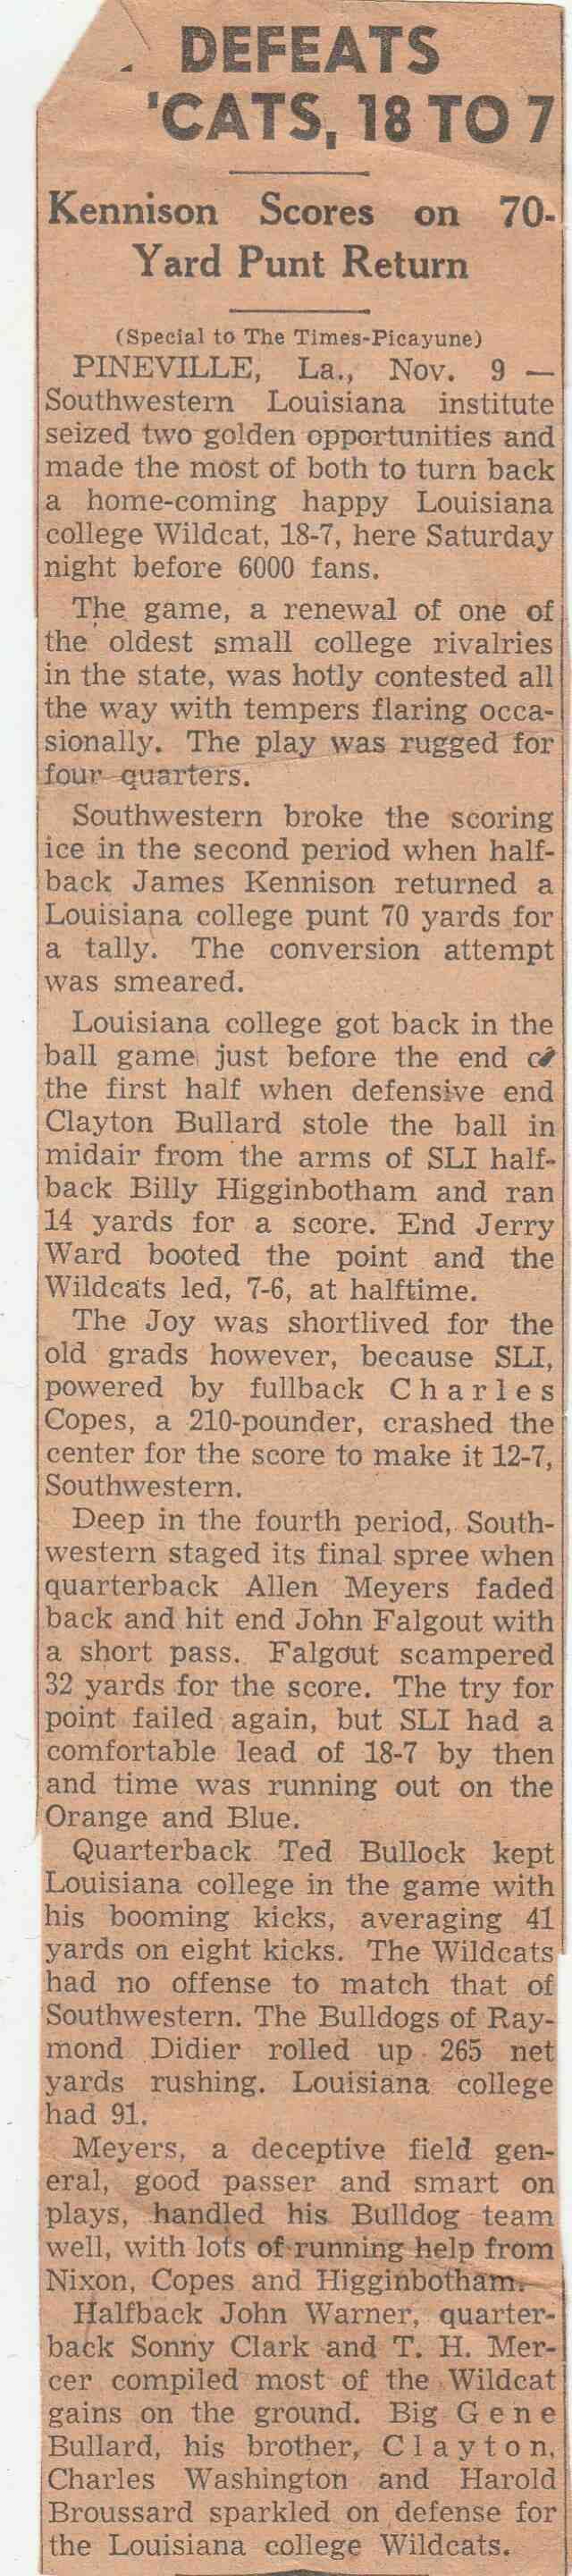 DEFEATS
'CATS, 18 TO 7
Kennison Scores on 70-
Yard Punt Return
(Special to The Times-Picayune)
PINEVILLE, La., Nov. 9 —
Southwestern Louisiana institute
seized two golden opportunities and
made the most of both to turn back
a home-coming happy Louisiana
college Wildcat, 18-7, here Saturday
night before 6000 fans.
The game, a renewal of one of
the oldest small college rivalries
in the state, was hotly contested all
the way with tempers flaring occa-
sionally. The play was rugged for
four quarters.
Southwestern broke the scoring
ice in the second period when half-
back James Kennison returned a
Louisiana college punt 70 yards for
a tally. The conversion attempt
was smeared.
Louisiana college got back in the
ball game just before the end of
the first half when defensive end
Clayton Bullard stole the ball in
midair from the arms of SLI half-
back Billy Higginbotham and ran
14 yards for a score. End Jerry
Ward booted the point and the
Wildcats led, 7-6, at halftime.
The Joy was shortlived for the
old grads however, because SLI,
powered by fullback Charles
Copes, a 210-pounder, crashed the
center for the score to make it 12-7,
Southwestern.
Deep in the fourth period, South-
western staged its final spree when
quarterback Allen Meyers faded
back and hit end John Falgout with
a short pass. Falgout scampered
32 yards for the score. The try for
point failed again, but SLI had a
comfortable lead of 18-7 by then
and time was running out on the
Orange and Blue.
Quarterback Ted Bullock kept
Louisiana college in the game with
his booming kicks, averaging 41
yards on eight kicks. The Wildcats
had no offense to match that of
Southwestern. The Bulldogs of Ray-
mond Didier rolled up 265 net
yards rushing. Louisiana college
had 91.
Meyers, a deceptive field gen-
eral, good passer and smart on
plays, handled his Bulldog team
well, with lots of running help from
Nixon, Copes and Higginbotham.
Halfback John Warner, quarter-
back Sonny Clark and T. H. Mer-
cer compiled most of the Wildcat
gains on the ground. Big Gene
Bullard, his brother, Clayton,
Charles Washington and Harold
Broussard sparkled on defense for
the Louisiana college Wildcats.